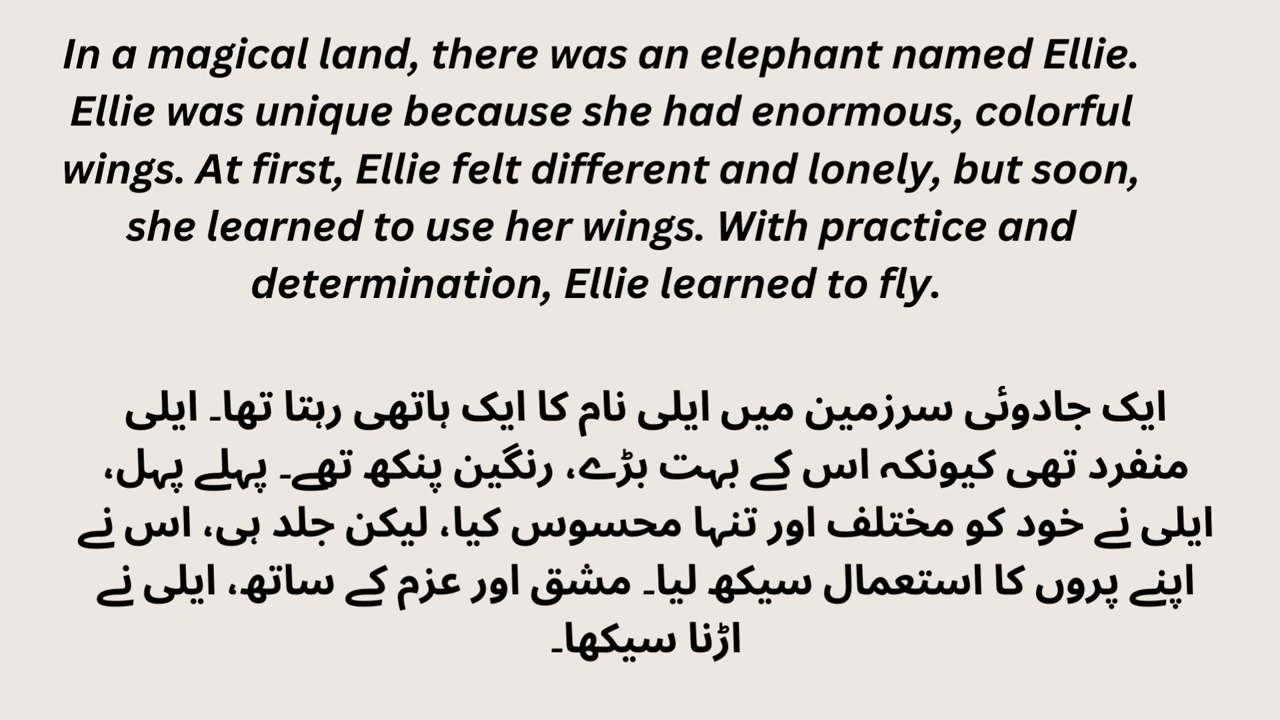 In a magical land, there was an elephant named Ellie.
Ellie was unique because she had enormous, colorful
wings. At first, Ellie felt different and lonely, but soon,
she learned to use her wings. With practice and
determination, Ellie learned to fly.
ایک جادوئی سرزمین میں ایلی نام کا ایک ہاتھی رہتا تھا۔ ایلی
منفرد تھی کیونکہ اس کے بہت بڑے، رنگین پنکھ تھے۔ پہلے پہل،
ایلی نے خود کو مختلف اور تنہا محسوس کیا، لیکن جلد ہی، اس نے
اپنے پروں کا استعمال سیکھ لیا۔ مشق اور عزم کے ساتھ، ایلی نے
اڑنا سیکھا۔